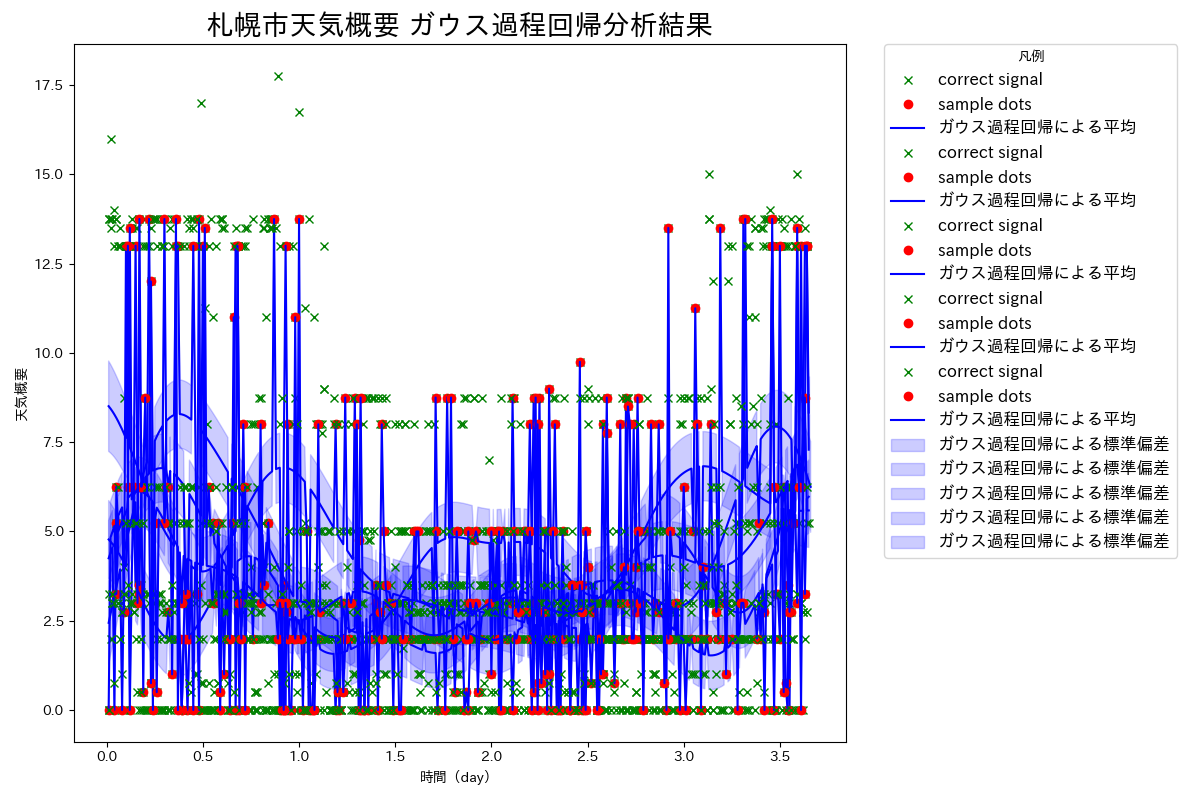 札幌市天気概要 ガウス過程回帰分析結果
天気概要
17.5
15.0
12.5
10.0
7.5
5.0
2.5
0.0
0.0
0.5
1.0
1.5
2.0
2.5
3.0
3.5
時間（day）
凡例
correct signal
sample dots
ガウス過程回帰による平均
correct signal
sample dots
ガウス過程回帰による平均
correct signal
sample dots
ガウス過程回帰による平均
correct signal
sample dots
ガウス過程回帰による平均
correct signal
sample dots
ガウス過程回帰による平均
ガウス過程回帰による標準偏差
ガウス過程回帰による標準偏差
ガウス過程回帰による標準偏差
ガウス過程回帰による標準偏差
ガウス過程回帰による標準偏差